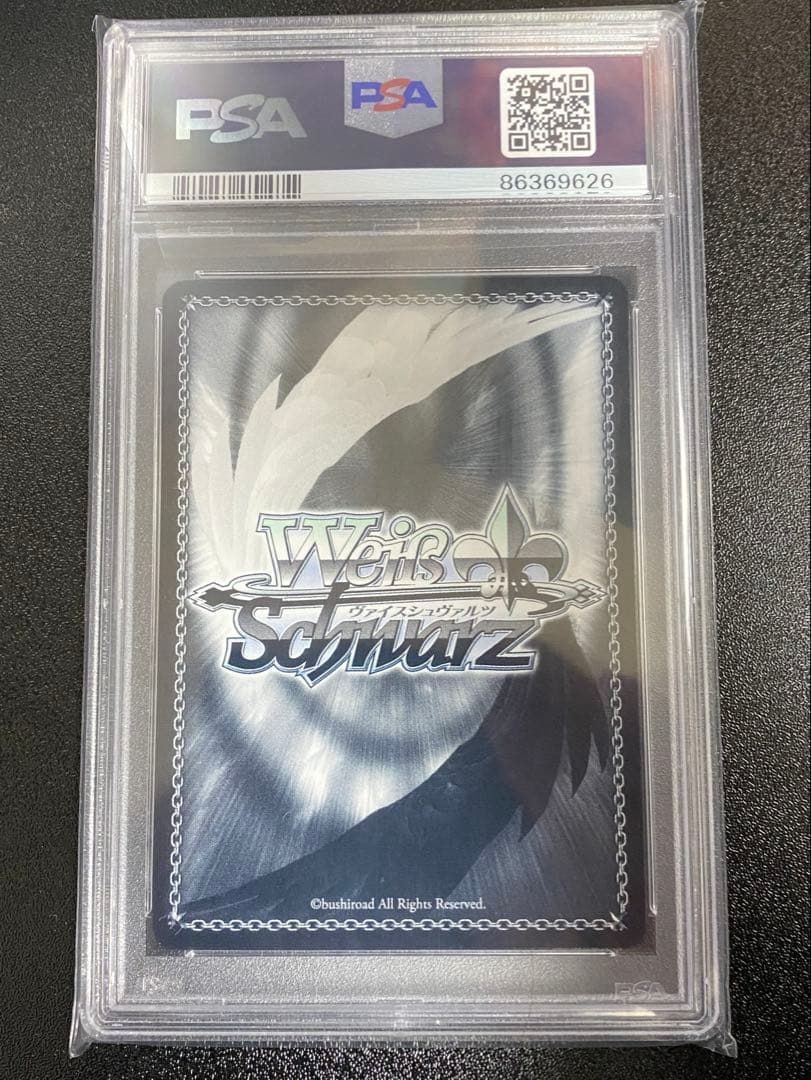 PSA
PSA
86369626
Weiß
ヴァイスシュヴァルツ
Schwarz
©bushiroad All Rights Reserved.
PSA